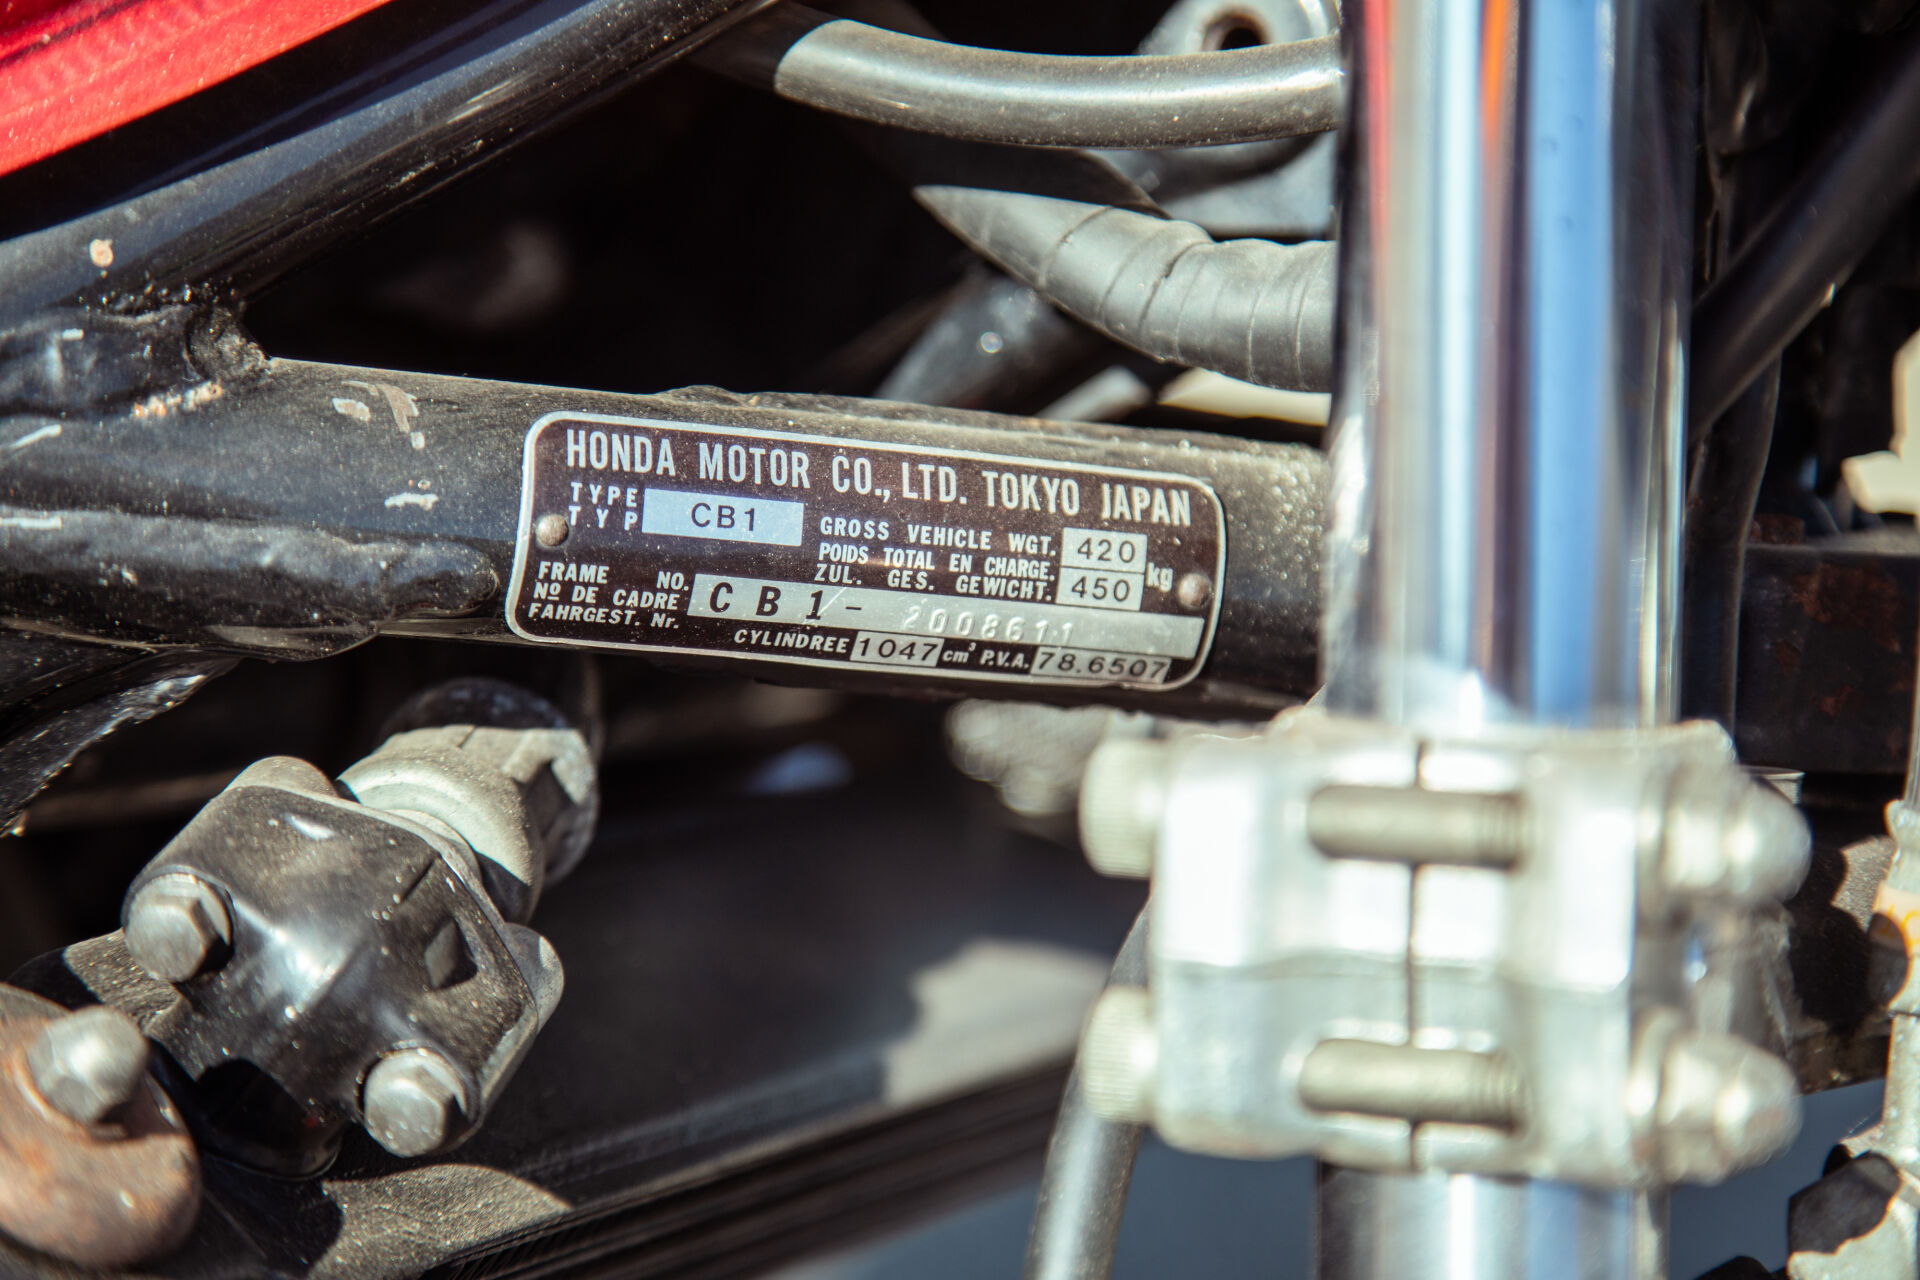 HONDA MOTOR CO., LTD. TOKYO JAPAN
TYPE
TYP CB1
GROSS VEHICLE WGT. 420
POIDS TOTAL EN CHARGE.
ZUL. GES. GEWICHT. 450 kg
FRAME NO.
Nº DE CADRE CB1- 2008611
FAHRGEST. Nr.
CYLINDREE 1047 cm³ P.V.A. 78.6507